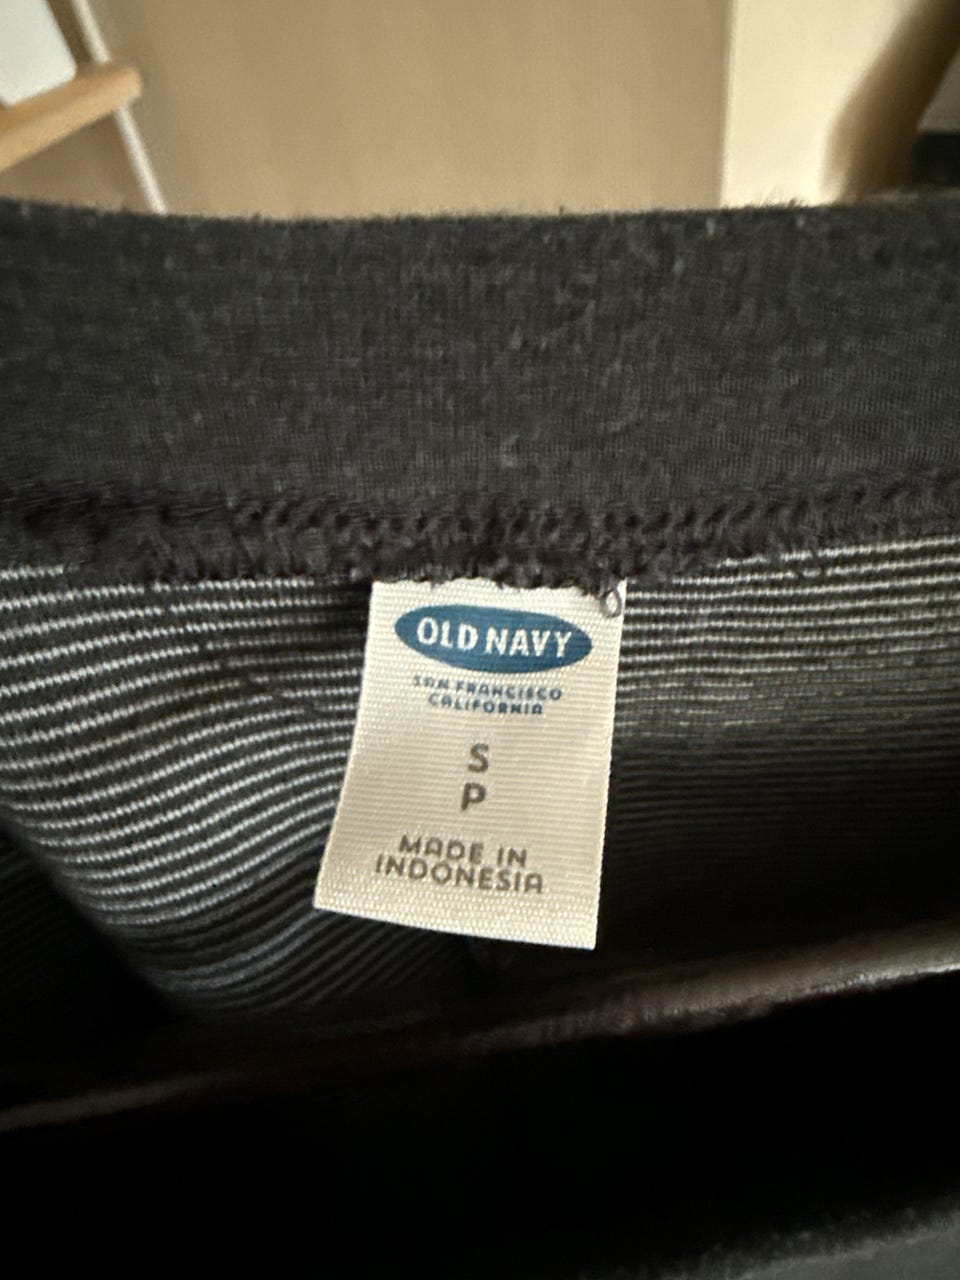 OLD NAVY
SAN FRANCISCO
CALIFORNIA
S
P
MADE IN
INDONESIA